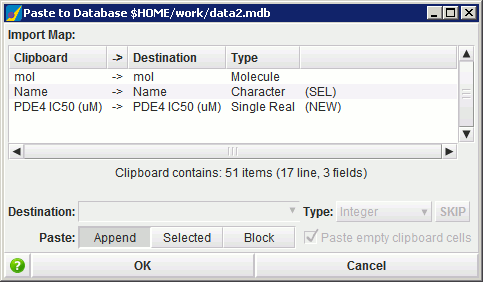 Paste to Database $HOME/work/data2.mdb
Import Map:
Clipboard -> Destination Type
mol -> mol Molecule
Name -> Name Character (SEL)
PDE4 IC50 (uM) -> PDE4 IC50 (uM) Single Real (NEW)
Clipboard contains: 51 items (17 line, 3 fields)
Destination: Type: Integer SKIP
Paste: Append Selected Block Paste empty clipboard cells
? OK Cancel